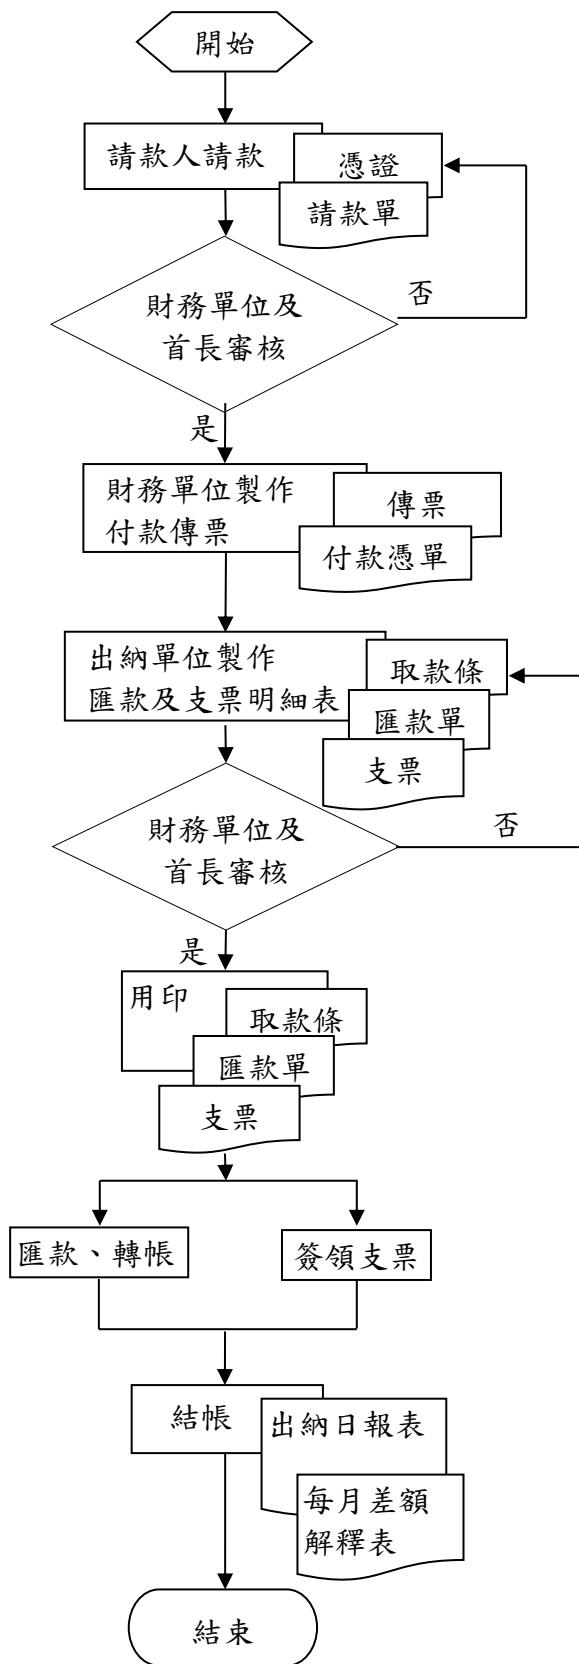 開始
請款人請款
憑證
請款單
否
財務單位及
首長審核
是
財務單位製作
付款傳票
傳票
付款憑單
出納單位製作
匯款及支票明細表
取款條
匯款單
支票
否
財務單位及
首長審核
是
用印
取款條
匯款單
支票
匯款、轉帳
簽領支票
結帳
出納日報表
每月差額
解釋表
結束